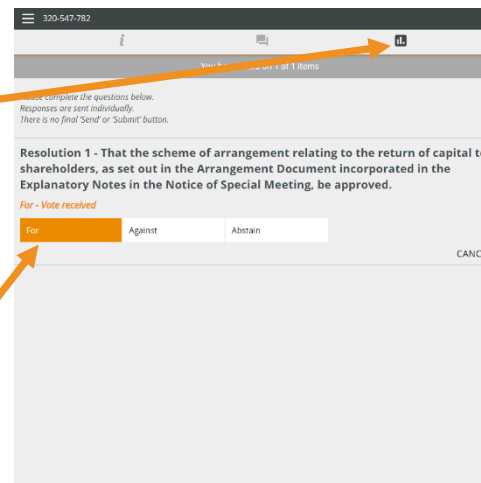 320-547-782
i
You on 1 of 1 items
complete the questions below.
Responses are sent individually.
There is no final 'Send' or 'Submit' button.
Resolution 1 - That the scheme of arrangement relating to the return of capital to
shareholders, as set out in the Arrangement Document incorporated in the
Explanatory Notes in the Notice of Special Meeting, be approved.
For - Vote received
For Against Abstain
CANC